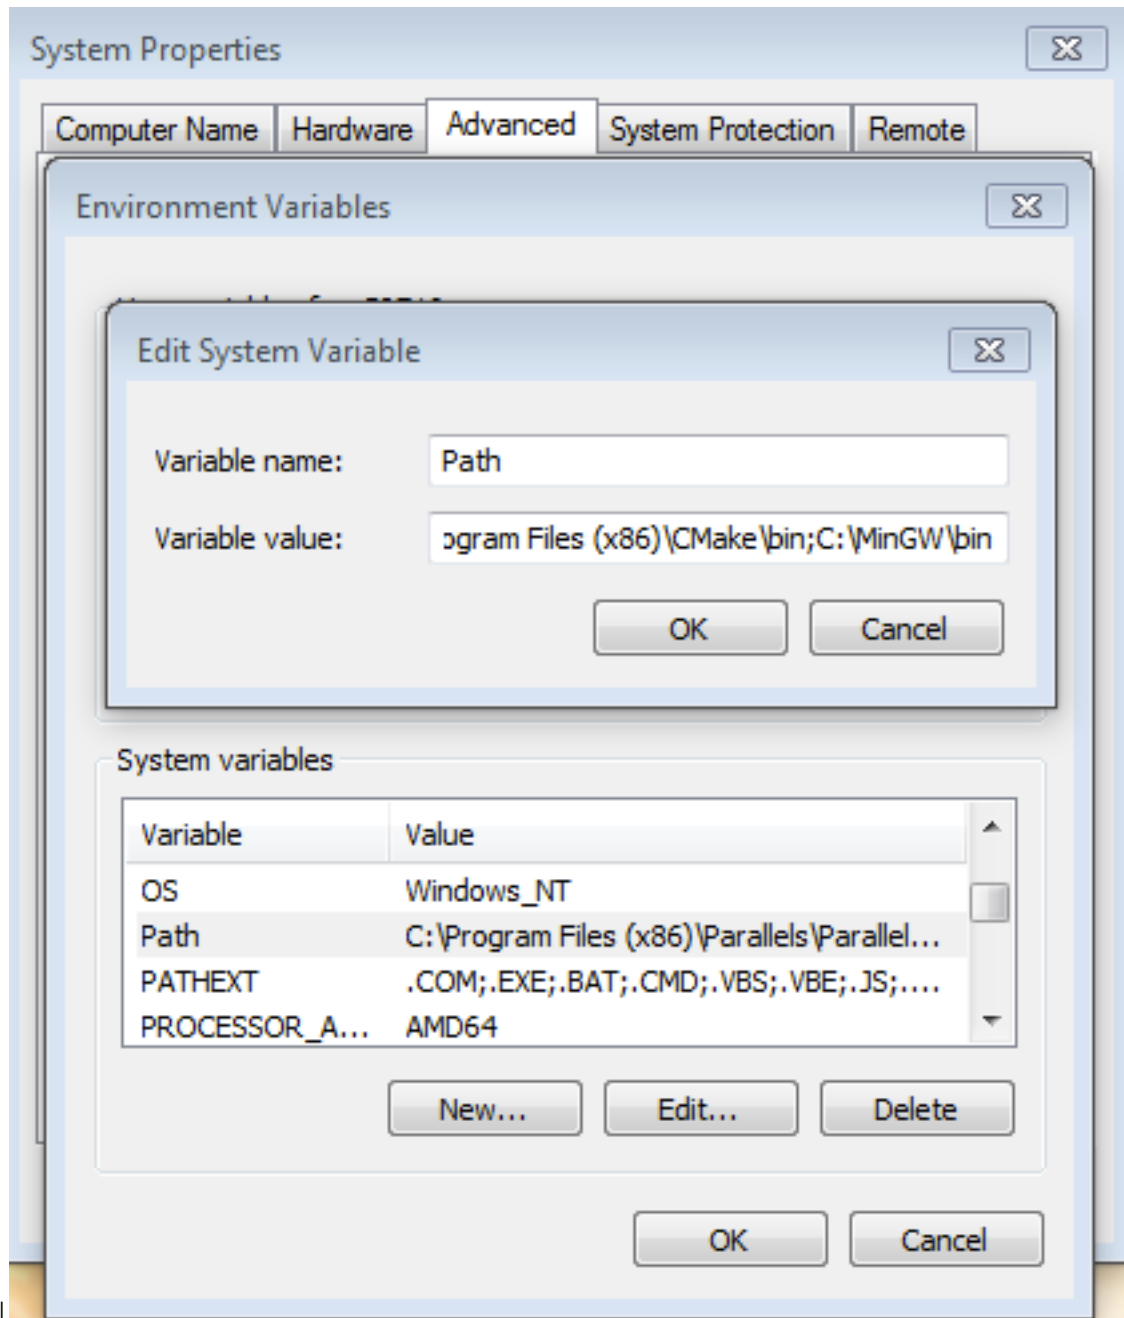 System Properties
Computer Name Hardware Advanced System Protection Remote
Environment Variables
Edit System Variable
Variable name: Path
Variable value: ogram Files (x86)\CMake\bin;C:\MinGW\bin
OK Cancel
System variables
Variable Value
OS Windows_NT
Path C:\Program Files (x86)\Parallels\Parallel...
PATHEXT .COM;.EXE;.BAT;.CMD;.VBS;.VBE;.JS;....
PROCESSOR_A... AMD64
New... Edit... Delete
OK Cancel